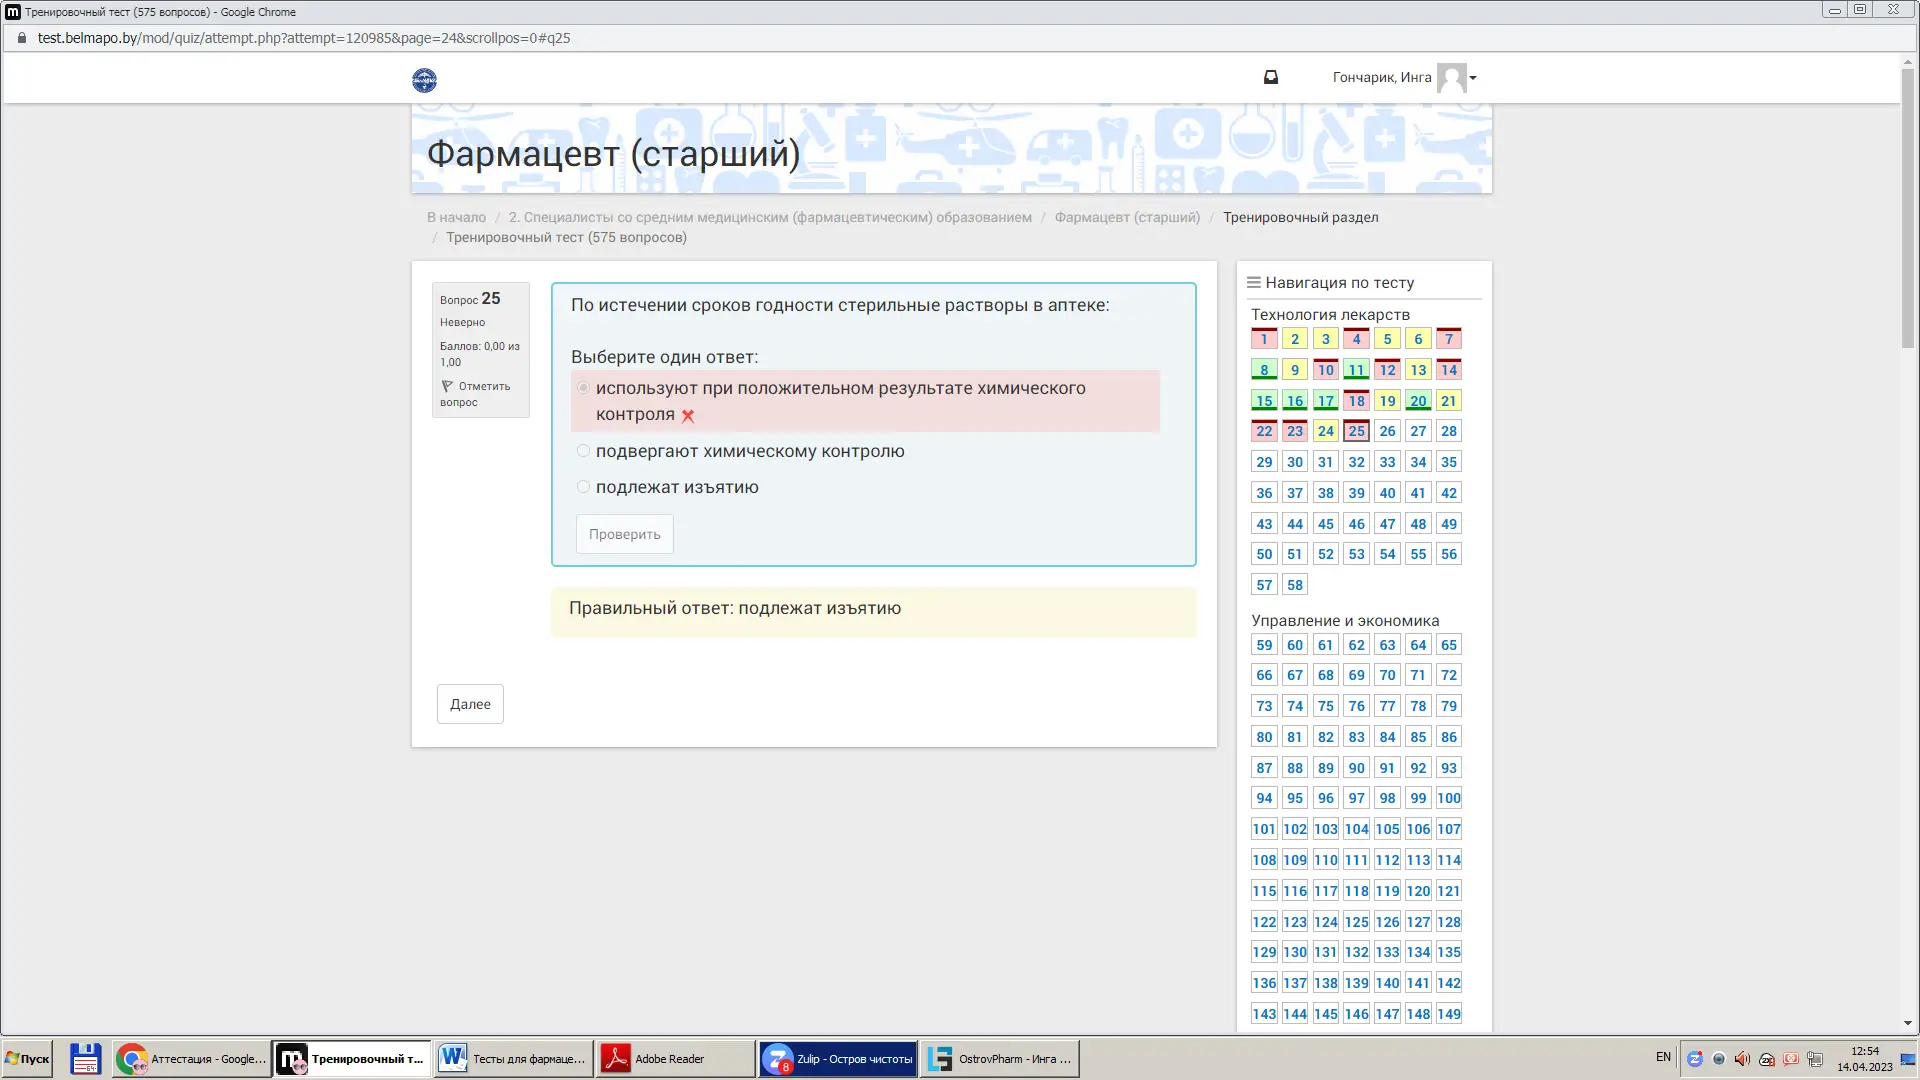 Тренировочный тест (575 вопросов) - Google Chrome
test.belmapo.by/mod/quiz/attempt.php?attempt=120985&page=24&scrollpos=0#q25
Гончарик, Инга
Фармацевт (старший)
В начало / 2. Специалисты со средним медицинским (фармацевтическим) образованием / Фармацевт (старший) / Тренировочный раздел
/ Тренировочный тест (575 вопросов)
Вопрос 25
Неверно
Баллов: 0,00 из
1,00
Отметить
вопрос
По истечении сроков годности стерильные растворы в аптеке:
Выберите один ответ:
используют при положительном результате химического
контроля
подвергают химическому контролю
подлежат изъятию
Проверить
Правильный ответ: подлежат изъятию
Далее
Навигация по тесту
Технология лекарств
1 2 3 4 5 6 7
8 9 10 11 12 13 14
15 16 17 18 19 20 21
22 23 24 25 26 27 28
29 30 31 32 33 34 35
36 37 38 39 40 41 42
43 44 45 46 47 48 49
50 51 52 53 54 55 56
57 58
Управление и экономика
59 60 61 62 63 64 65
66 67 68 69 70 71 72
73 74 75 76 77 78 79
80 81 82 83 84 85 86
87 88 89 90 91 92 93
94 95 96 97 98 99 100
101 102 103 104 105 106 107
108 109 110 111 112 113 114
115 116 117 118 119 120 121
122 123 124 125 126 127 128
129 130 131 132 133 134 135
136 137 138 139 140 141 142
143 144 145 146 147 148 149
Пуск
Аттестация - Google...
Тренировочный т...
Тесты для фармаце...
Adobe Reader
8
Zulip - Остров чистоты
OstrovPharm - Инга ...
EN
12:54
14.04.2023